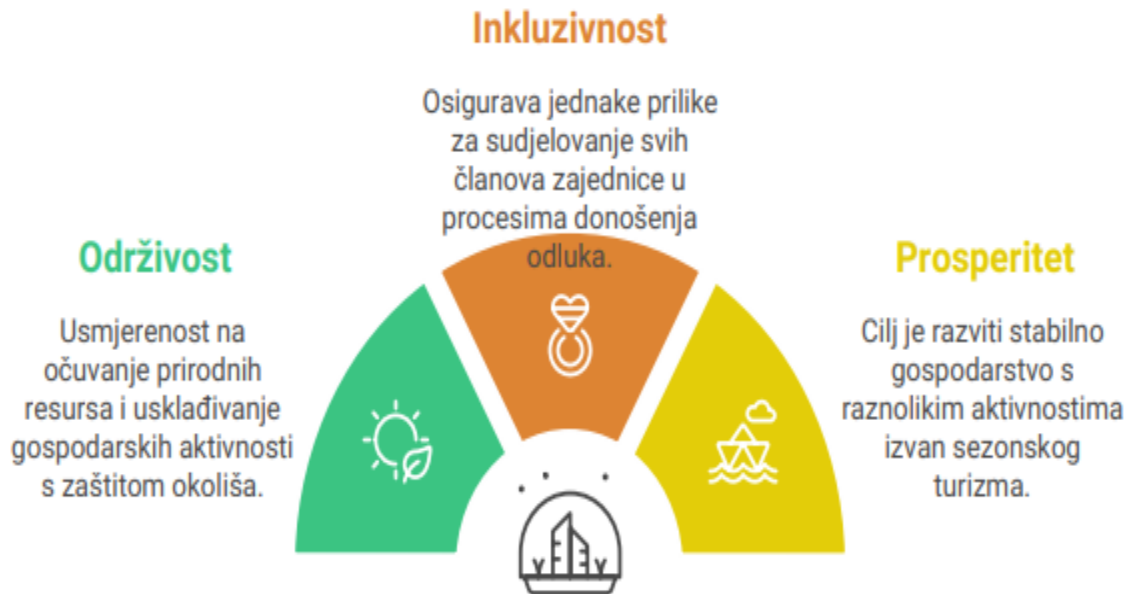 Inkluzivnost
Osigurava jednake prilike
za sudjelovanje svih
članova zajednice u
procesima donošenja
odluka.
Održivost
Usmjerenost na
očuvanje prirodnih
resursa i usklađivanje
gospodarskih aktivnosti
s zaštitom okoliša.
Prosperitet
Cilj je razviti stabilno
gospodarstvo s
raznolikim aktivnostima
izvan sezonskog
turizma.